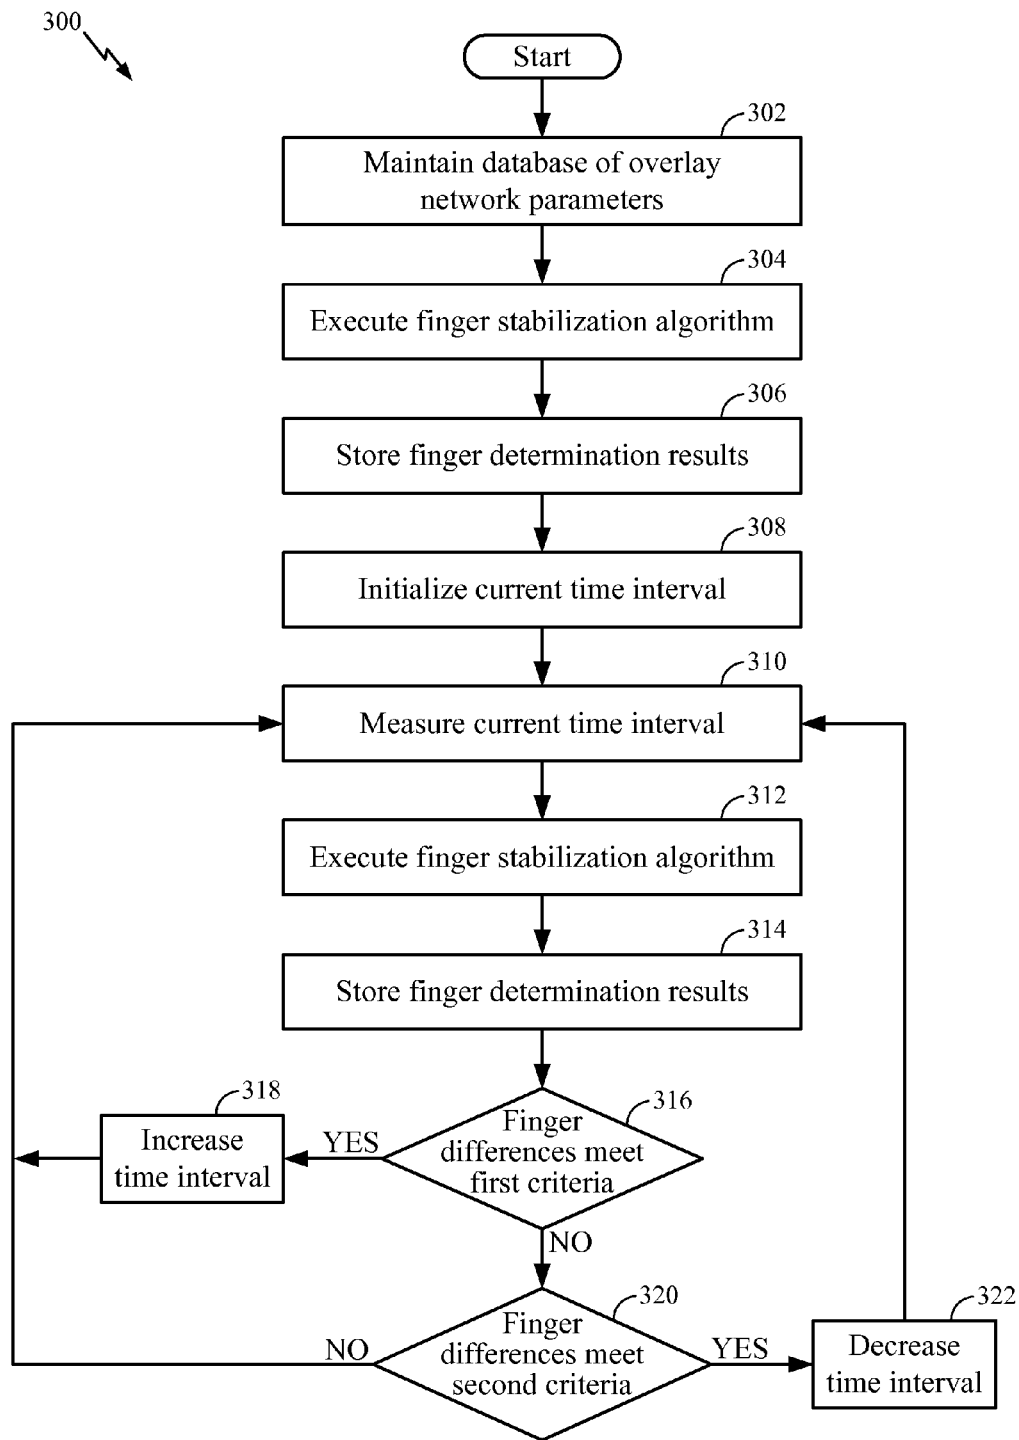 300
Start
302
Maintain database of overlay
network parameters
304
Execute finger stabilization algorithm
306
Store finger determination results
308
Initialize current time interval
310
Measure current time interval
312
Execute finger stabilization algorithm
314
Store finger determination results
316
Finger
differences meet
first criteria
YES
318
Increase
time interval
NO
320
Finger
differences meet
second criteria
NO
YES
322
Decrease
time interval